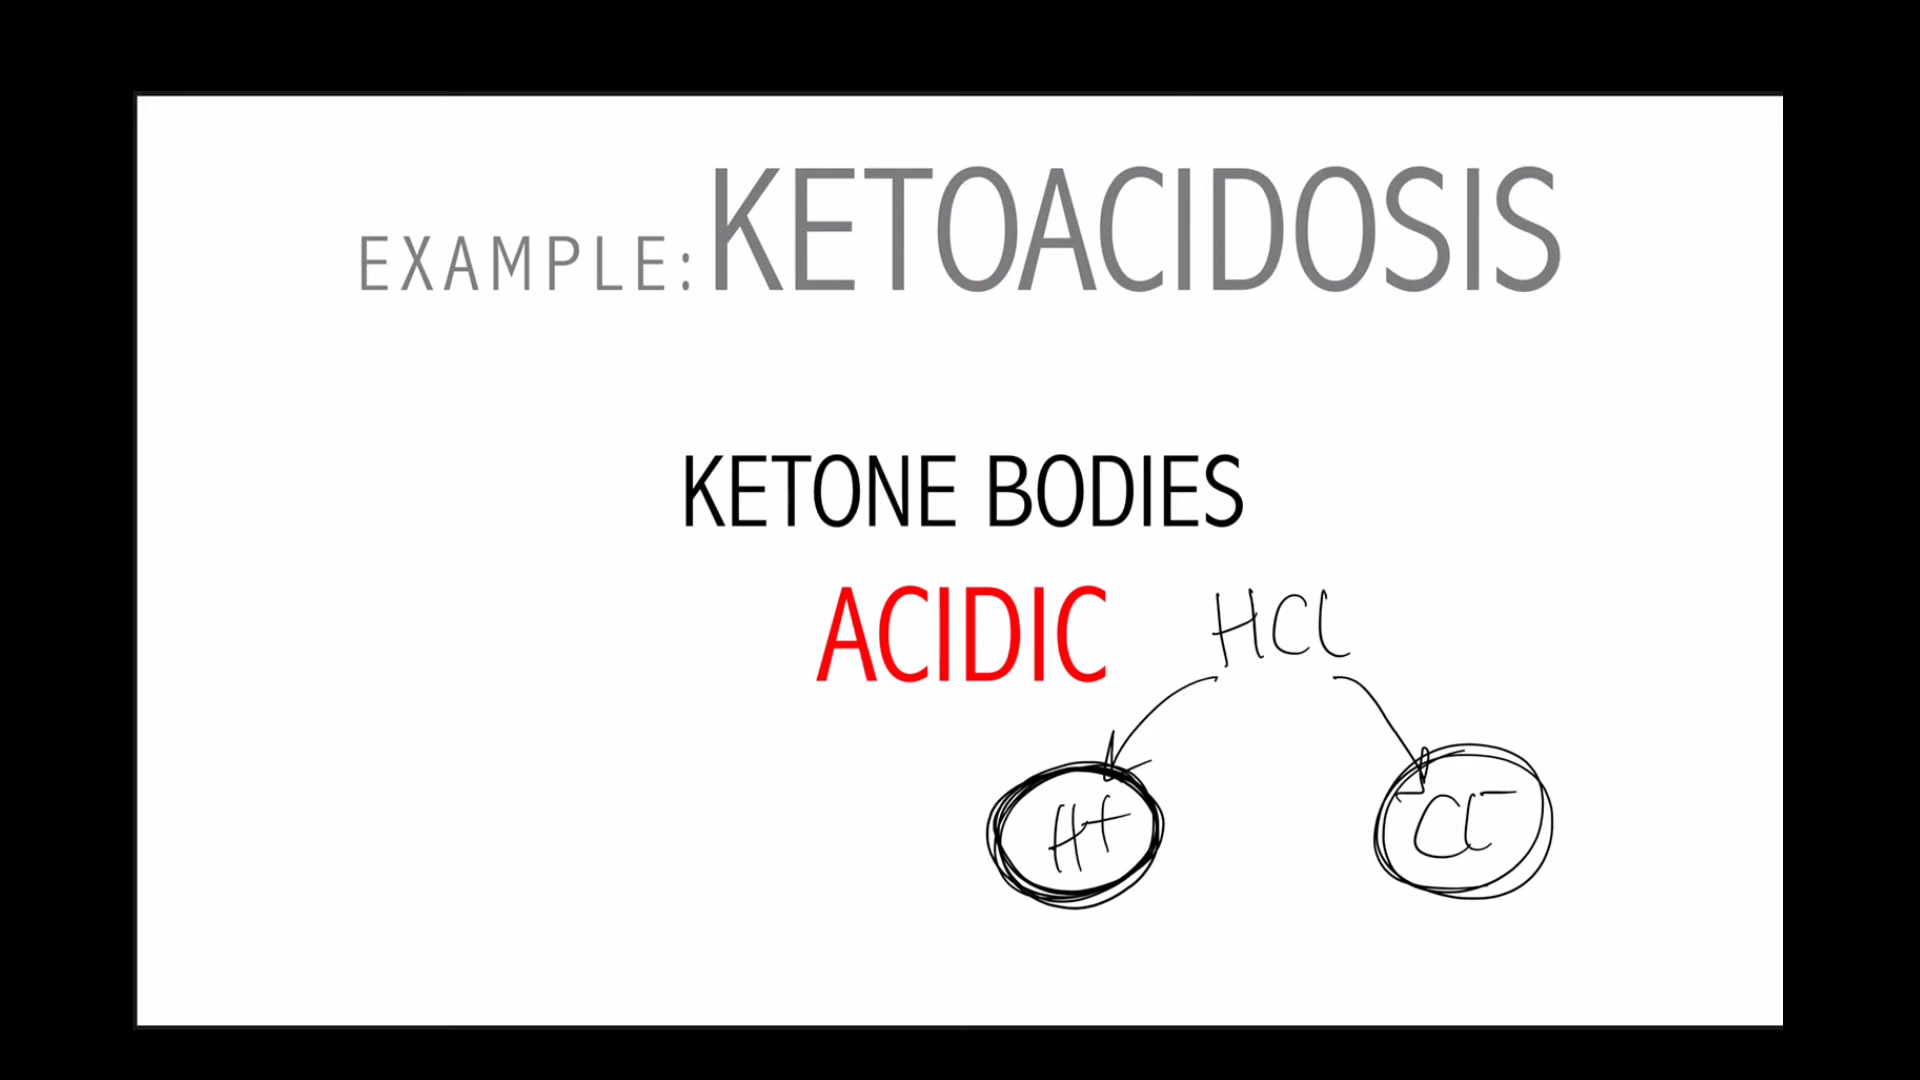 EXAMPLE: KETOACIDOSIS
KETONE BODIES
ACIDIC
HCl
H+
Cl-